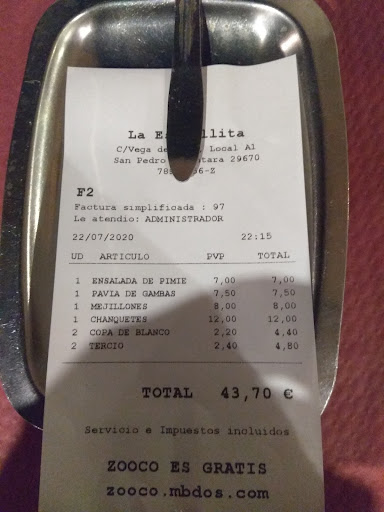 La
C/Vega de Local A1
San Pedro 29670
F2
Factura simplificada : 97
Le atendio: ADMINISTRADOR
22/07/2020 22:15
UD ARTICULO PVP TOTAL
1 ENSALADA DE PIMIE 7,00 7,00
1 PAVIA DE GAMBAS 7,50 7,50
1 MEJILLONES 8,00 8,00
1 CHANQUETES 12,00 12,00
2 COPA DE BLANCO 2,20 4,40
2 TERCIO 2,40 4,80
TOTAL 43,70 €
Servicio e Impuestos incluidos
ZOOCO ES GRATIS
zooco.mbdos.com